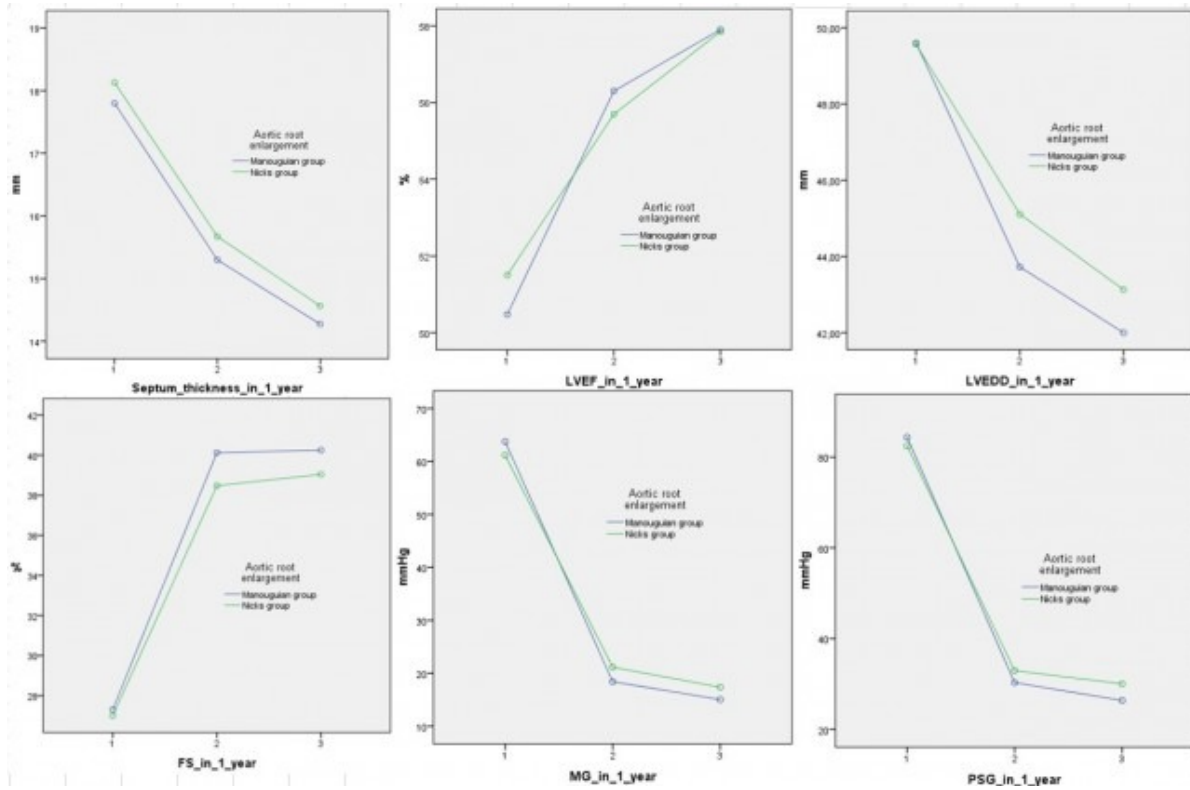 19
18
17
16
15
14
mm
Aortic root
enlargement
Manouguian group
Nicks group
1 2 3
Septum_thickness_in_1_year
58
56
54
52
50
%
Aortic root
enlargement
Manouguian group
Nicks group
1 2 3
LVEF_in_1_year
50,00
48,00
46,00
44,00
42,00
mm
Aortic root
enlargement
Manouguian group
Nicks group
1 2 3
LVEDD_in_1_year
42
40
38
36
34
32
30
28
Aortic root
enlargement
Manouguian group
Nicks group
1 2 3
FS_in_1_year
70
60
50
40
30
20
10
mmHg
Aortic root
enlargement
Manouguian group
Nicks group
1 2 3
MG_in_1_year
80
60
40
20
mmHg
Aortic root
enlargement
Manouguian group
Nicks group
1 2 3
PSG_in_1_year